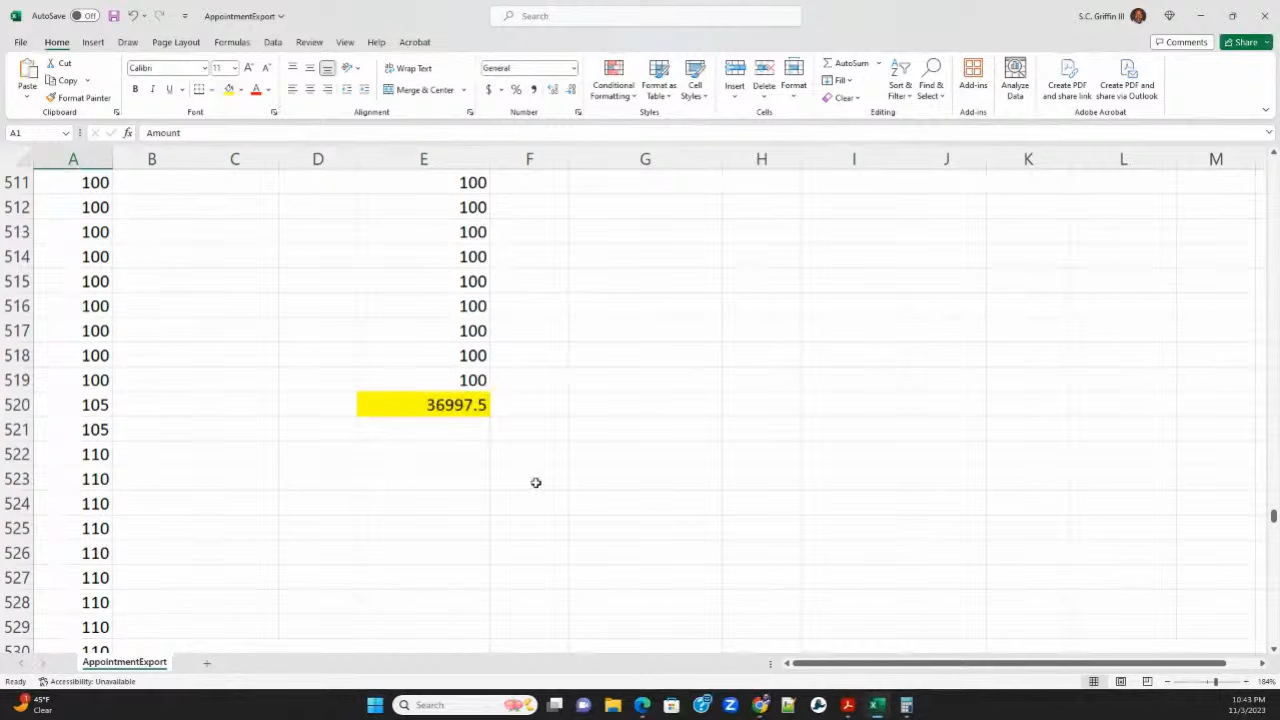 AutoSave Off AppointmentExport Search S.C. Griffin III
File Home Insert Draw Page Layout Formulas Data Review View Help Acrobat Comments Share
Paste Cut Copy Format Painter Clipboard
Calibri 11 B I U A Font
Wrap Text Merge & Center Alignment
General $ % Number
Conditional Formatting Format as Table Cell Styles Styles
Insert Delete Format Cells
AutoSum Fill Clear Sort & Filter Find & Select Editing
Add-ins Add-ins
Analyze Data
Create PDF and share link Create PDF and share via Outlook Adobe Acrobat
A1 fx Amount
A B C D E F G H I J K L M
511 100 100
512 100 100
513 100 100
514 100 100
515 100 100
516 100 100
517 100 100
518 100 100
519 100 100
520 105 36997.5
521 105
522 110
523 110
524 110
525 110
526 110
527 110
528 110
529 110
530 110
AppointmentExport
Ready Accessibility: Unavailable 184%
45°F Clear Search 10:43 PM
11/3/2023